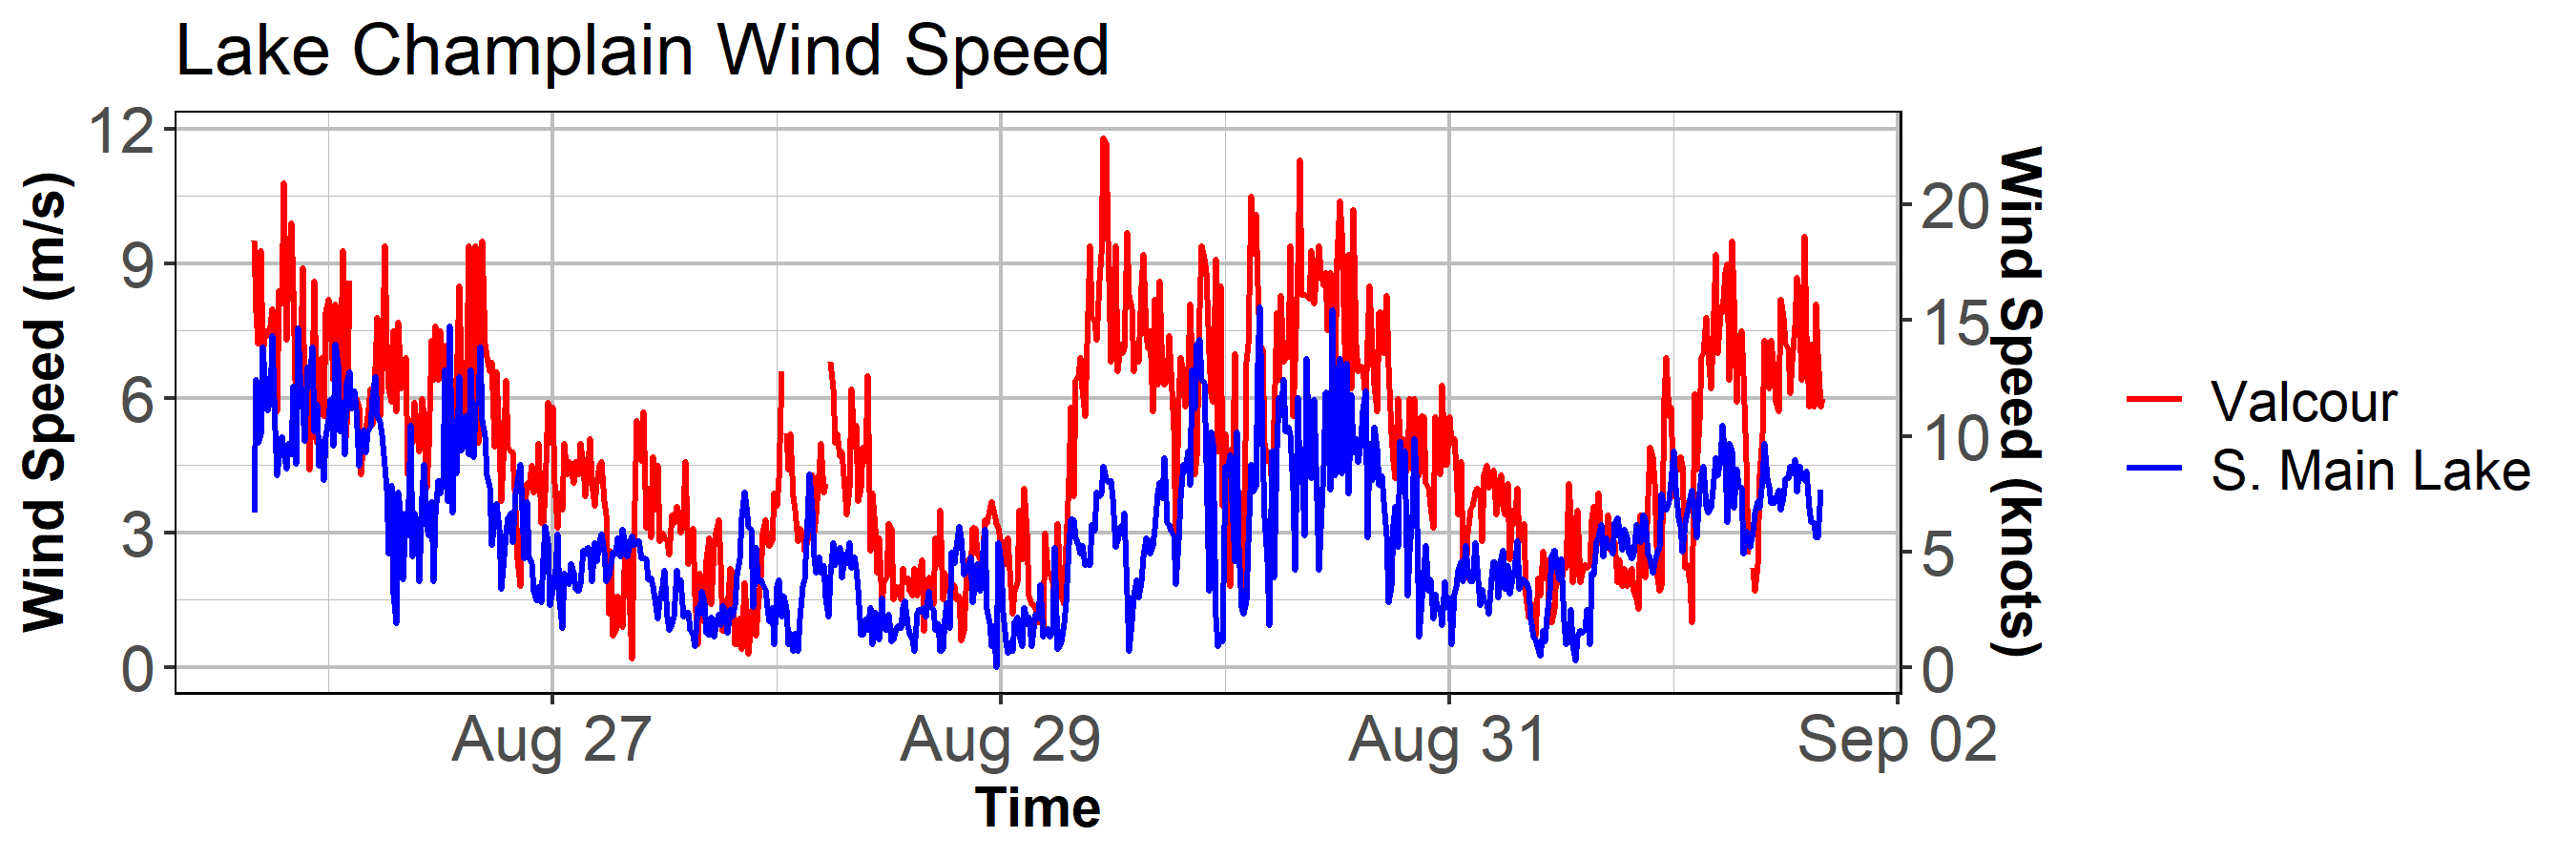 Lake Champlain Wind Speed
Wind Speed (m/s)
12
9
6
3
0
Wind Speed (knots)
20
15
10
5
0
Aug 27
Aug 29
Aug 31
Sep 02
Time
Valcour
S. Main Lake